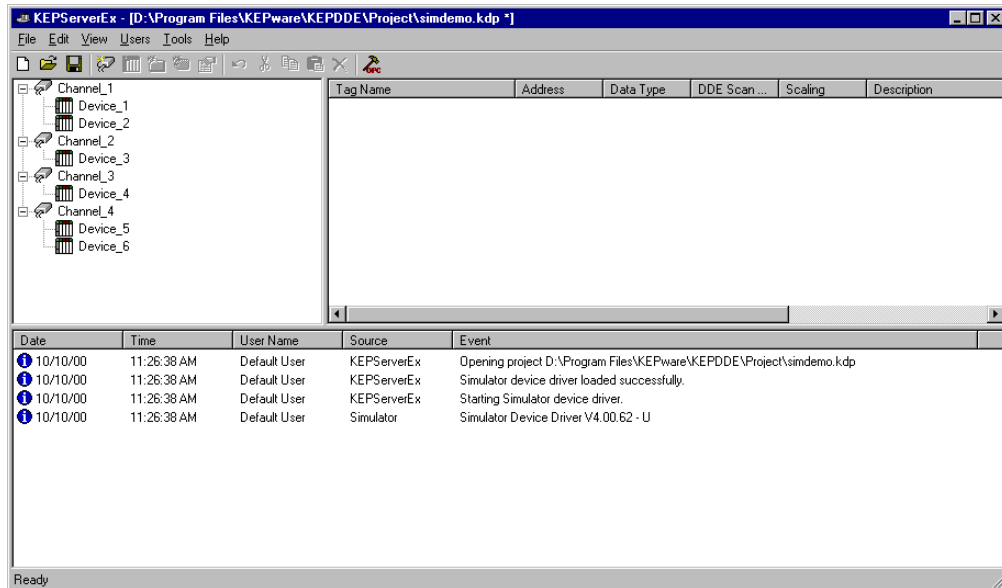 KEPServerEx - [D:\Program Files\KEPware\KEPDDE\Project\simdemo.kdp *]
File Edit View Users Tools Help
OPC
Channel_1
Device_1
Device_2
Channel_2
Device_3
Channel_3
Device_4
Channel_4
Device_5
Device_6
Tag Name Address Data Type DDE Scan ... Scaling Description
Date Time User Name Source Event
10/10/00 11:26:38 AM Default User KEPServerEx Opening project D:\Program Files\KEPware\KEPDDE\Project\simdemo.kdp
10/10/00 11:26:38 AM Default User KEPServerEx Simulator device driver loaded successfully.
10/10/00 11:26:38 AM Default User KEPServerEx Starting Simulator device driver.
10/10/00 11:26:38 AM Default User Simulator Simulator Device Driver V4.00.62 - U
Ready